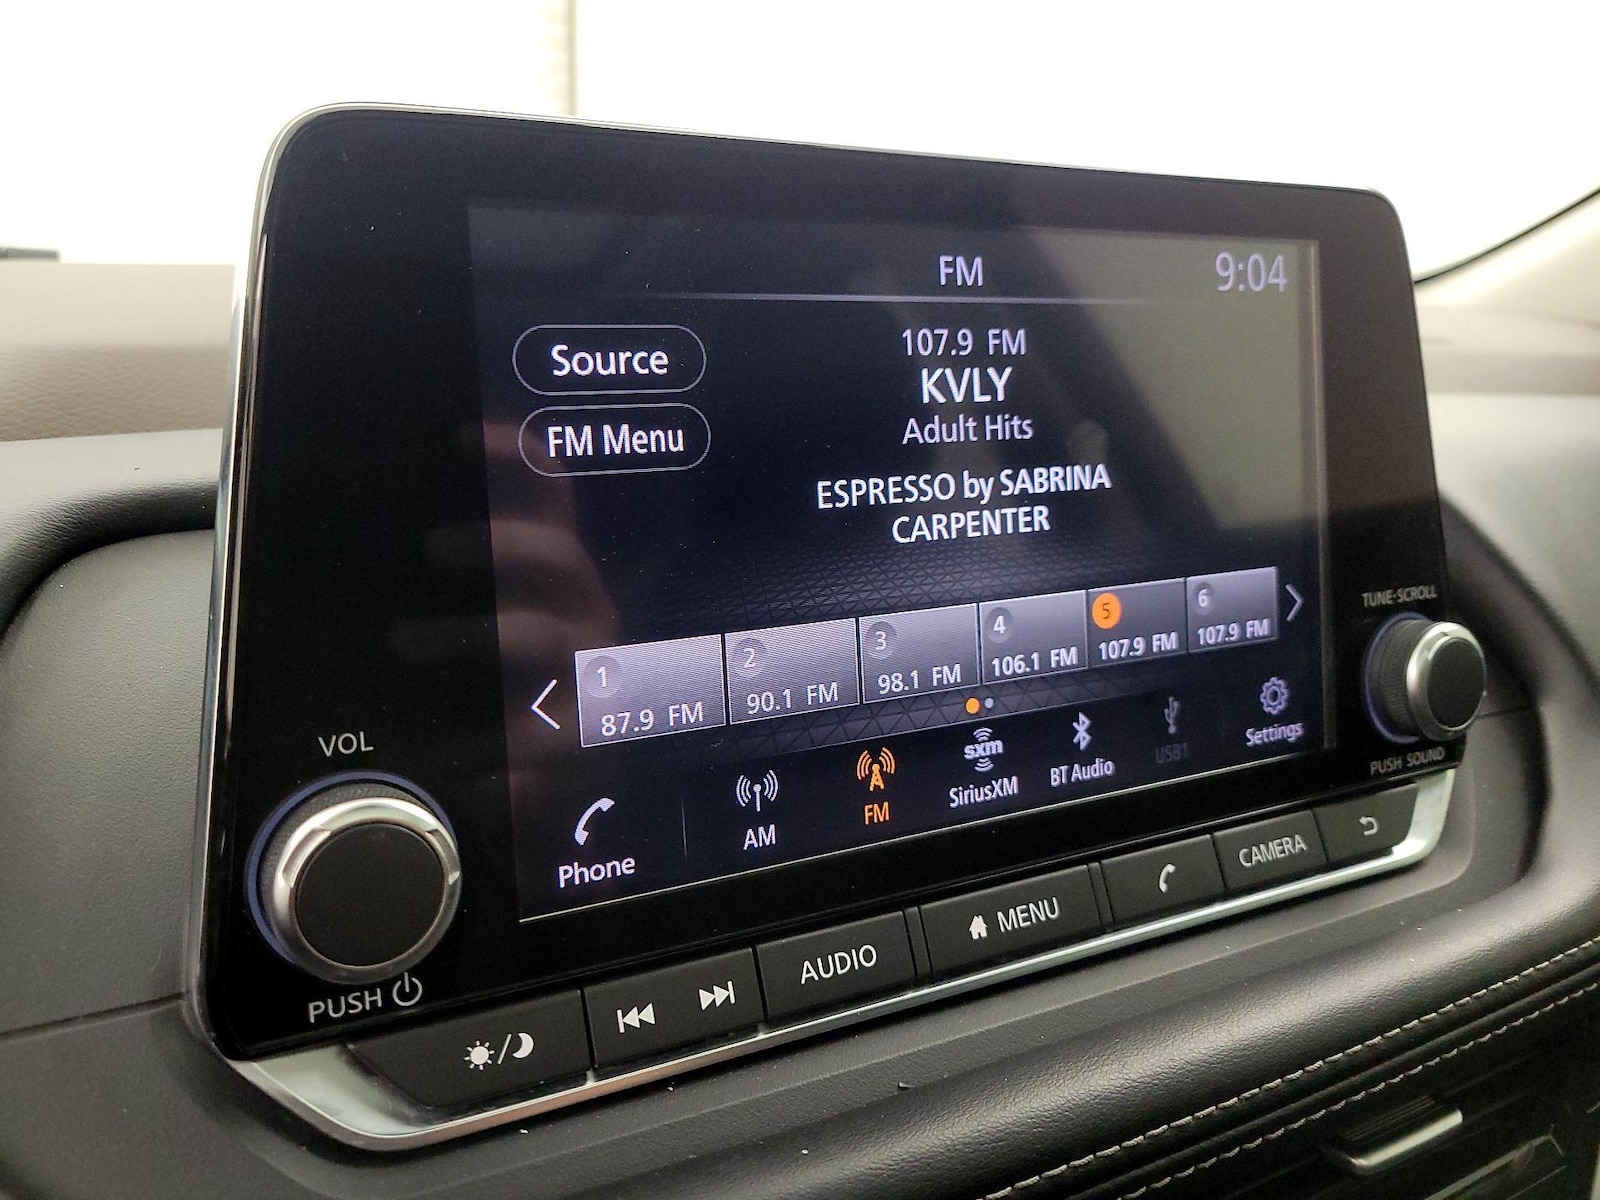 FM
9:04
Source
107.9 FM
KVLY
FM Menu
Adult Hits
ESPRESSO by SABRINA
CARPENTER
1
87.9 FM
2
90.1 FM
3
98.1 FM
4
106.1 FM
5
107.9 FM
6
107.9 FM
Phone
AM
FM
sxm
SiriusXM
BT Audio
USB1
Settings
VOL
PUSH
TUNE·SCROLL
PUSH SOUND
AUDIO
MENU
CAMERA